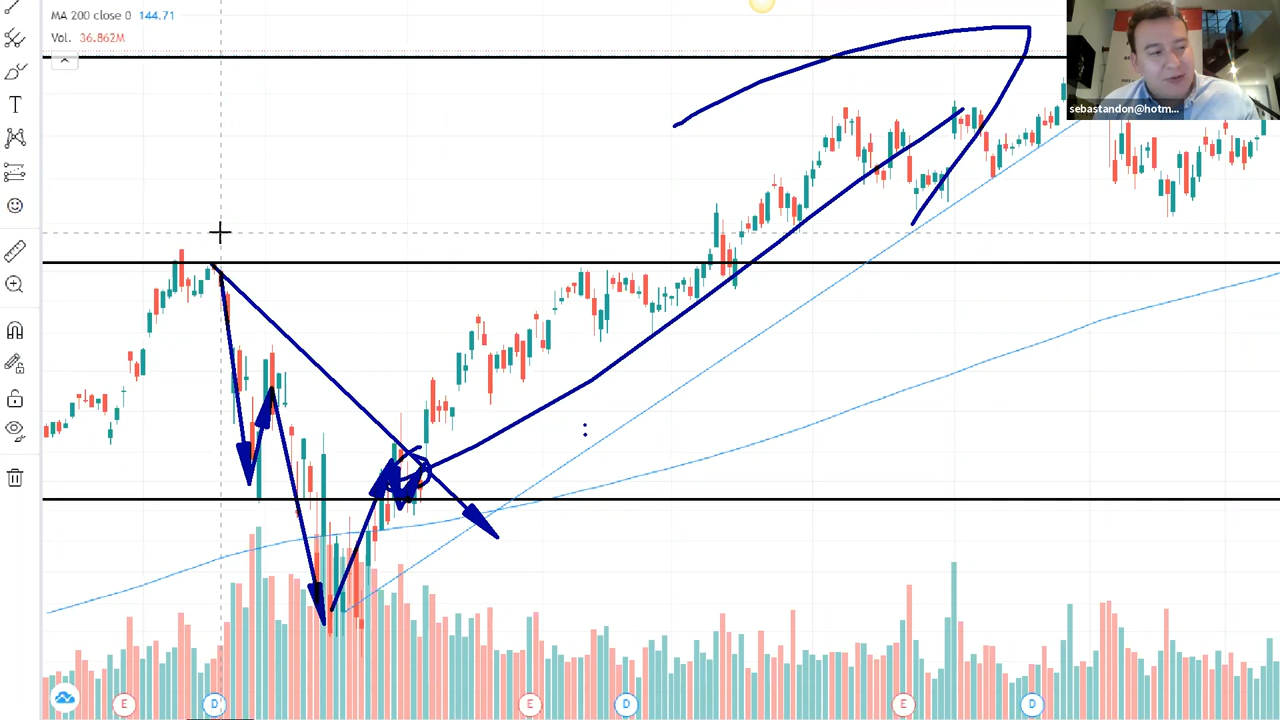 MA 200 close 0 144.71
Vol. 36.862M
sebastandon@hotm...
T
E
D
E
D
E
D